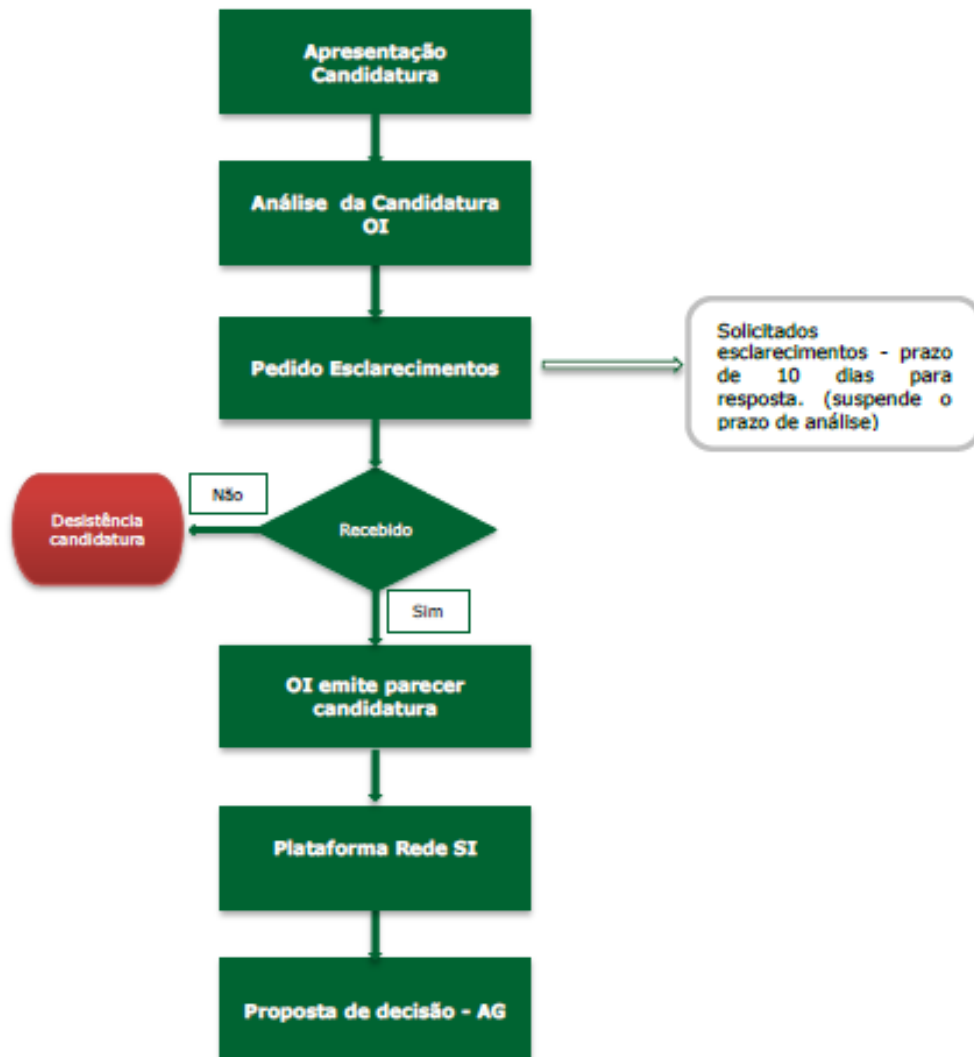 Apresentação
Candidatura
Análise da Candidatura
OI
Pedido Esclarecimentos
Solicitados
esclarecimentos - prazo
de 10 dias para
resposta. (suspende o
prazo de análise)
Não
Desistência
candidatura
Recebido
Sim
OI emite parecer
candidatura
Plataforma Rede SI
Proposta de decisão - AG